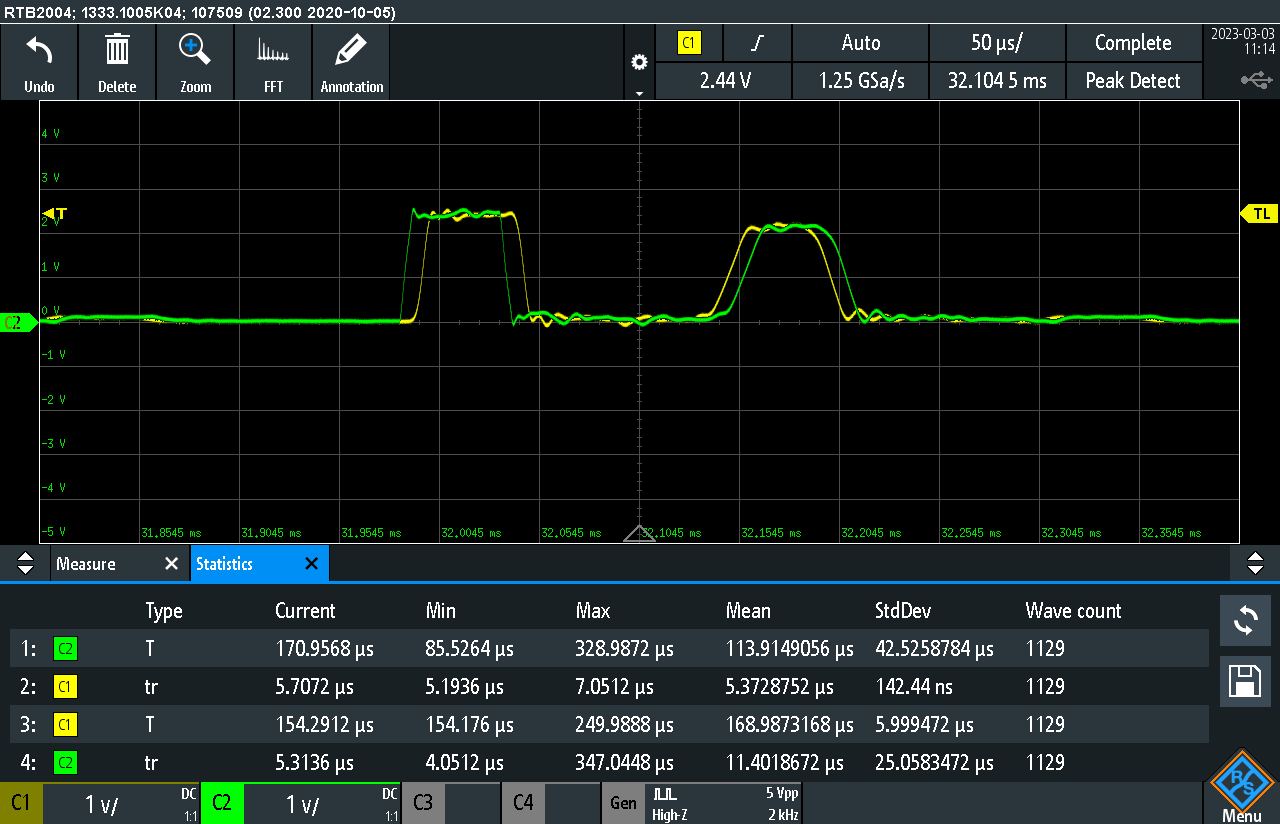 RTB2004; 1333.1005K04; 107509 (02.300 2020-10-05)
Undo
Delete
Zoom
FFT
Annotation
C1
Auto
50 µs/
Complete
2.44 V
1.25 GSa/s
32.104 5 ms
Peak Detect
2023-03-03
11:14
4 V
3 V
2 V
1 V
0 V
-1 V
-2 V
-3 V
-4 V
-5 V
T
TL
C2
31.8545 ms
31.9045 ms
31.9545 ms
32.0045 ms
32.0545 ms
32.1045 ms
32.1545 ms
32.2045 ms
32.2545 ms
32.3045 ms
32.3545 ms
Measure
Statistics
Type Current Min Max Mean StdDev Wave count
1: C2 T 170.9568 µs 85.5264 µs 328.9872 µs 113.9149056 µs 42.5258784 µs 1129
2: C1 tr 5.7072 µs 5.1936 µs 7.0512 µs 5.3728752 µs 142.44 ns 1129
3: C1 T 154.2912 µs 154.176 µs 249.9888 µs 168.9873168 µs 5.999472 µs 1129
4: C2 tr 5.3136 µs 4.0512 µs 347.0448 µs 11.4018672 µs 25.0583472 µs 1129
C1 1 V/ DC 1:1
C2 1 V/ DC 1:1
C3
C4
Gen High-Z 5 Vpp 2 kHz
R&S
Menu